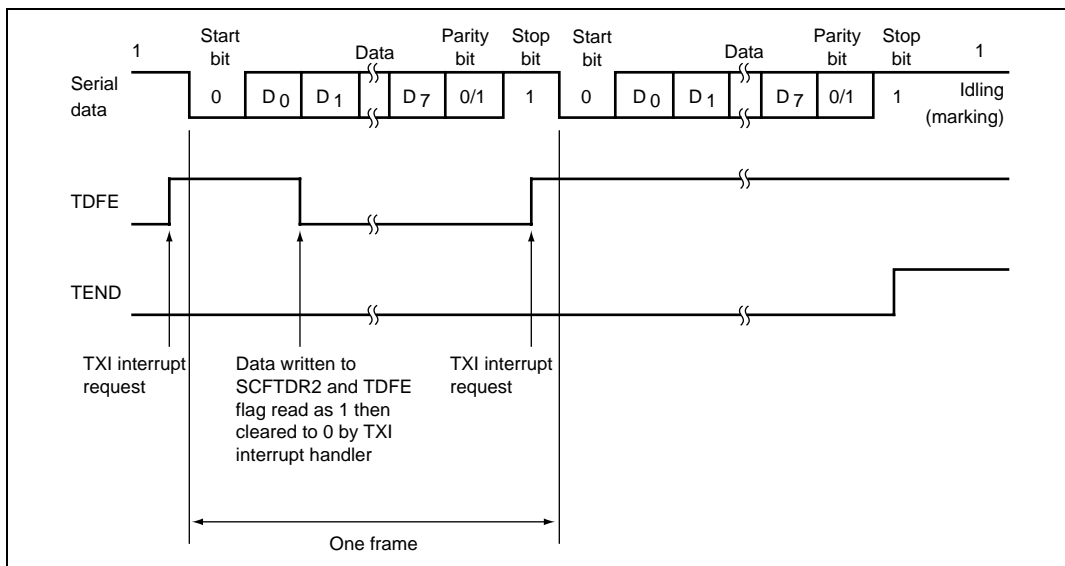 1 Start bit Data Parity bit Stop bit Start bit Data Parity bit Stop bit 1
Serial data 0 D0 D1 D7 0/1 1 0 D0 D1 D7 0/1 1 Idling (marking)
TDFE
TEND
TXI interrupt request
Data written to
SCFTDR2 and TDFE
flag read as 1 then
cleared to 0 by TXI
interrupt handler
TXI interrupt request
One frame